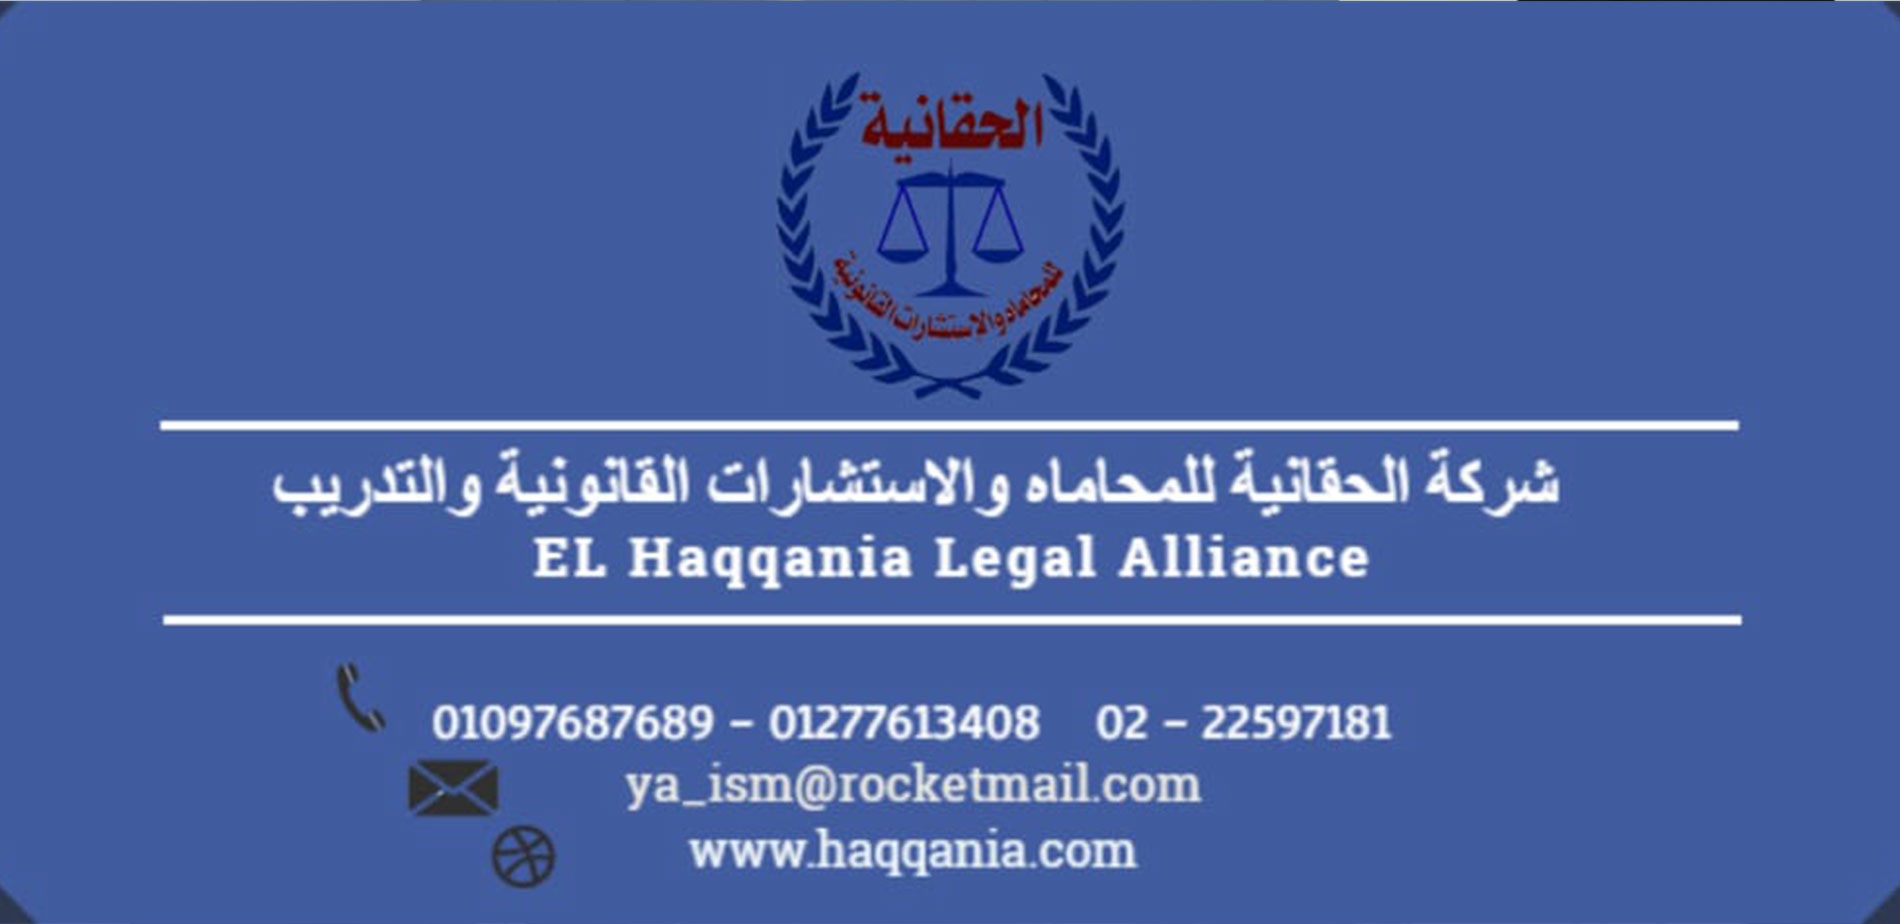 الحقانية
للمحاماه والاستشارات القانونية
شركة الحقانية للمحاماه والاستشارات القانونية والتدريب
EL Haqqania Legal Alliance
01097687689 – 01277613408 02 – 22597181
ya_ism@rocketmail.com
www.haqqania.com